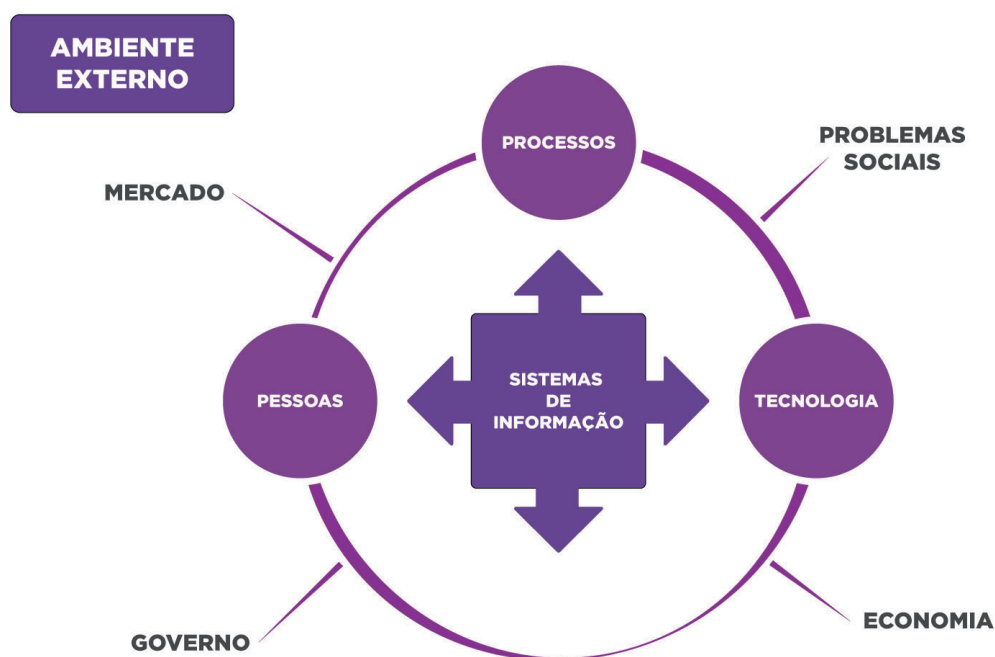 AMBIENTE
EXTERNO
PROCESSOS
PROBLEMAS
SOCIAIS
MERCADO
PESSOAS
SISTEMAS
DE
INFORMAÇÃO
TECNOLOGIA
GOVERNO
ECONOMIA